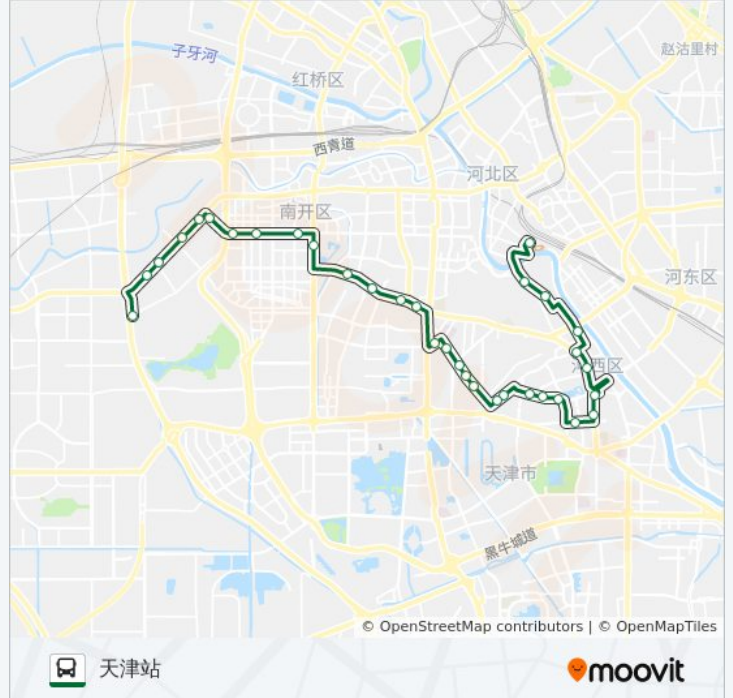 子牙河
红桥区
赵沽里村
西青道
河北区
南开区
河东区
河西区
天津市
黑牛城道
© OpenStreetMap contributors | © OpenMapTiles
天津站
moovit